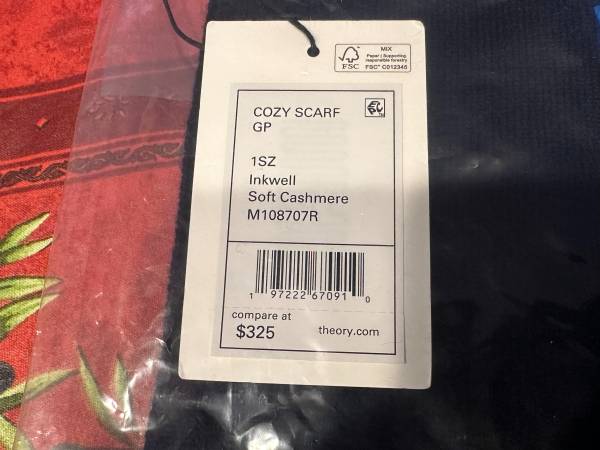 MIX
Paper | Supporting
responsible forestry
FSC
FSC® C012345
COZY SCARF
GP
1SZ
Inkwell
Soft Cashmere
M108707R
1 97222 67091 0
compare at
$325 theory.com